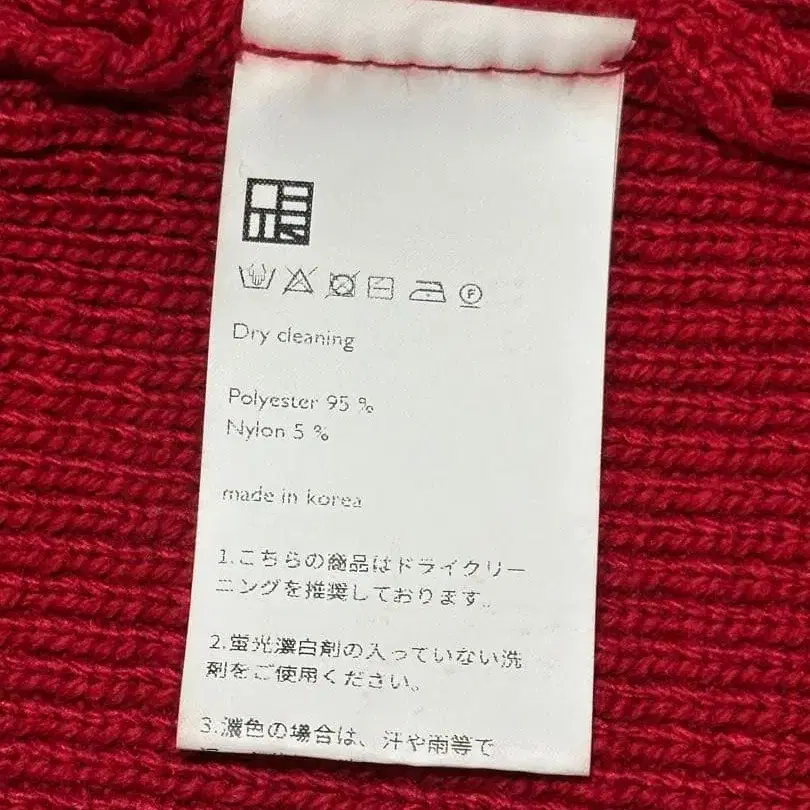 F
Dry cleaning
Polyester 95 %
Nylon 5 %
made in korea
1.こちらの商品はドライクリー
ニングを推奨しております。
2.蛍光漂白剤の入っていない洗
剤をご使用ください。
3.濃色の場合は、汗や雨等で